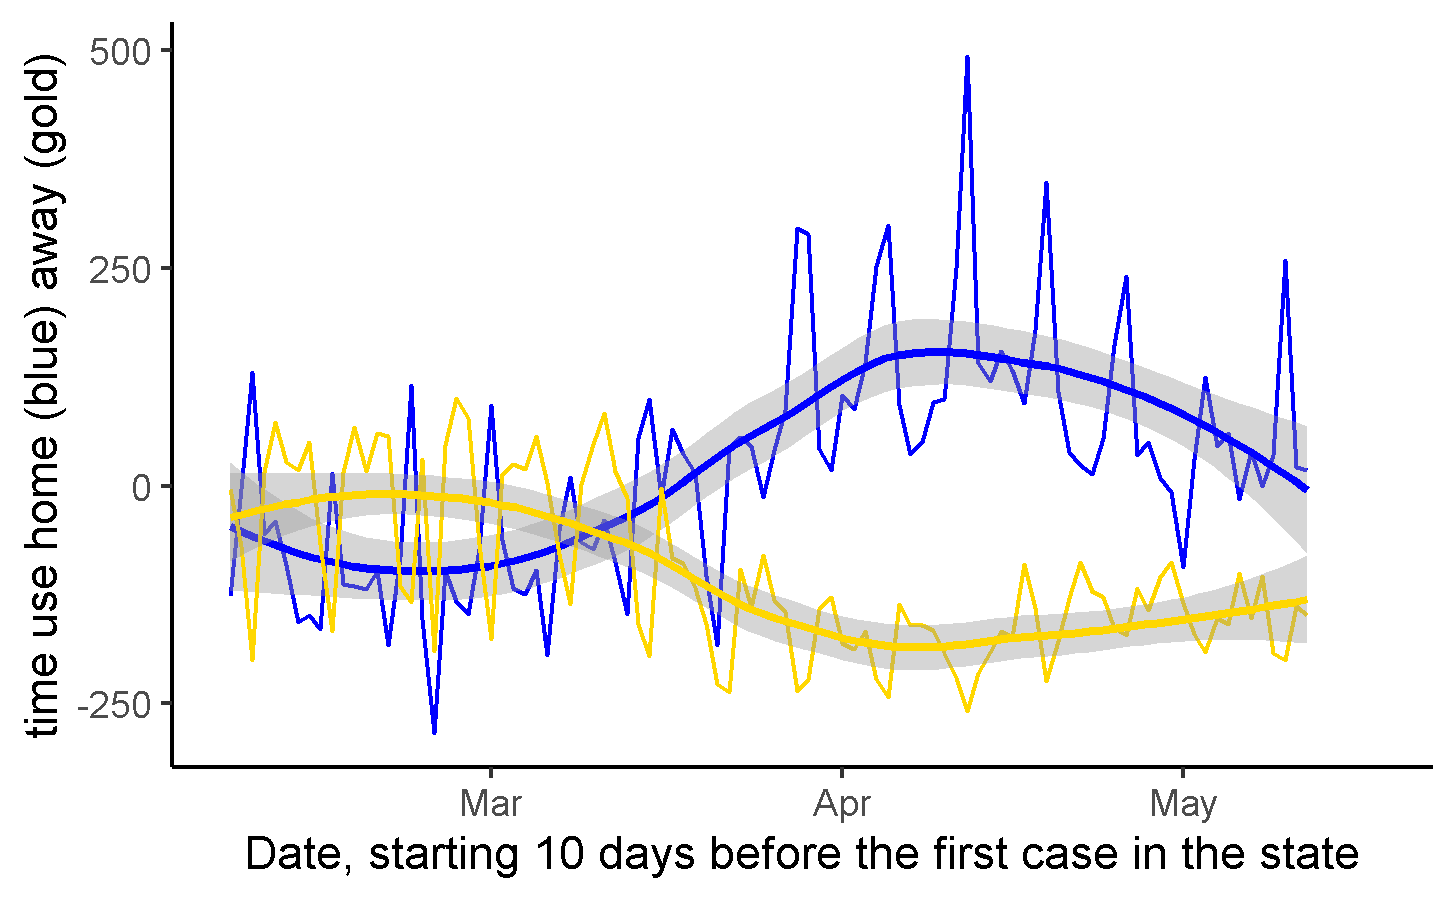 time use home (blue) away (gold)
500
250
0
-250
Mar
Apr
May
Date, starting 10 days before the first case in the state